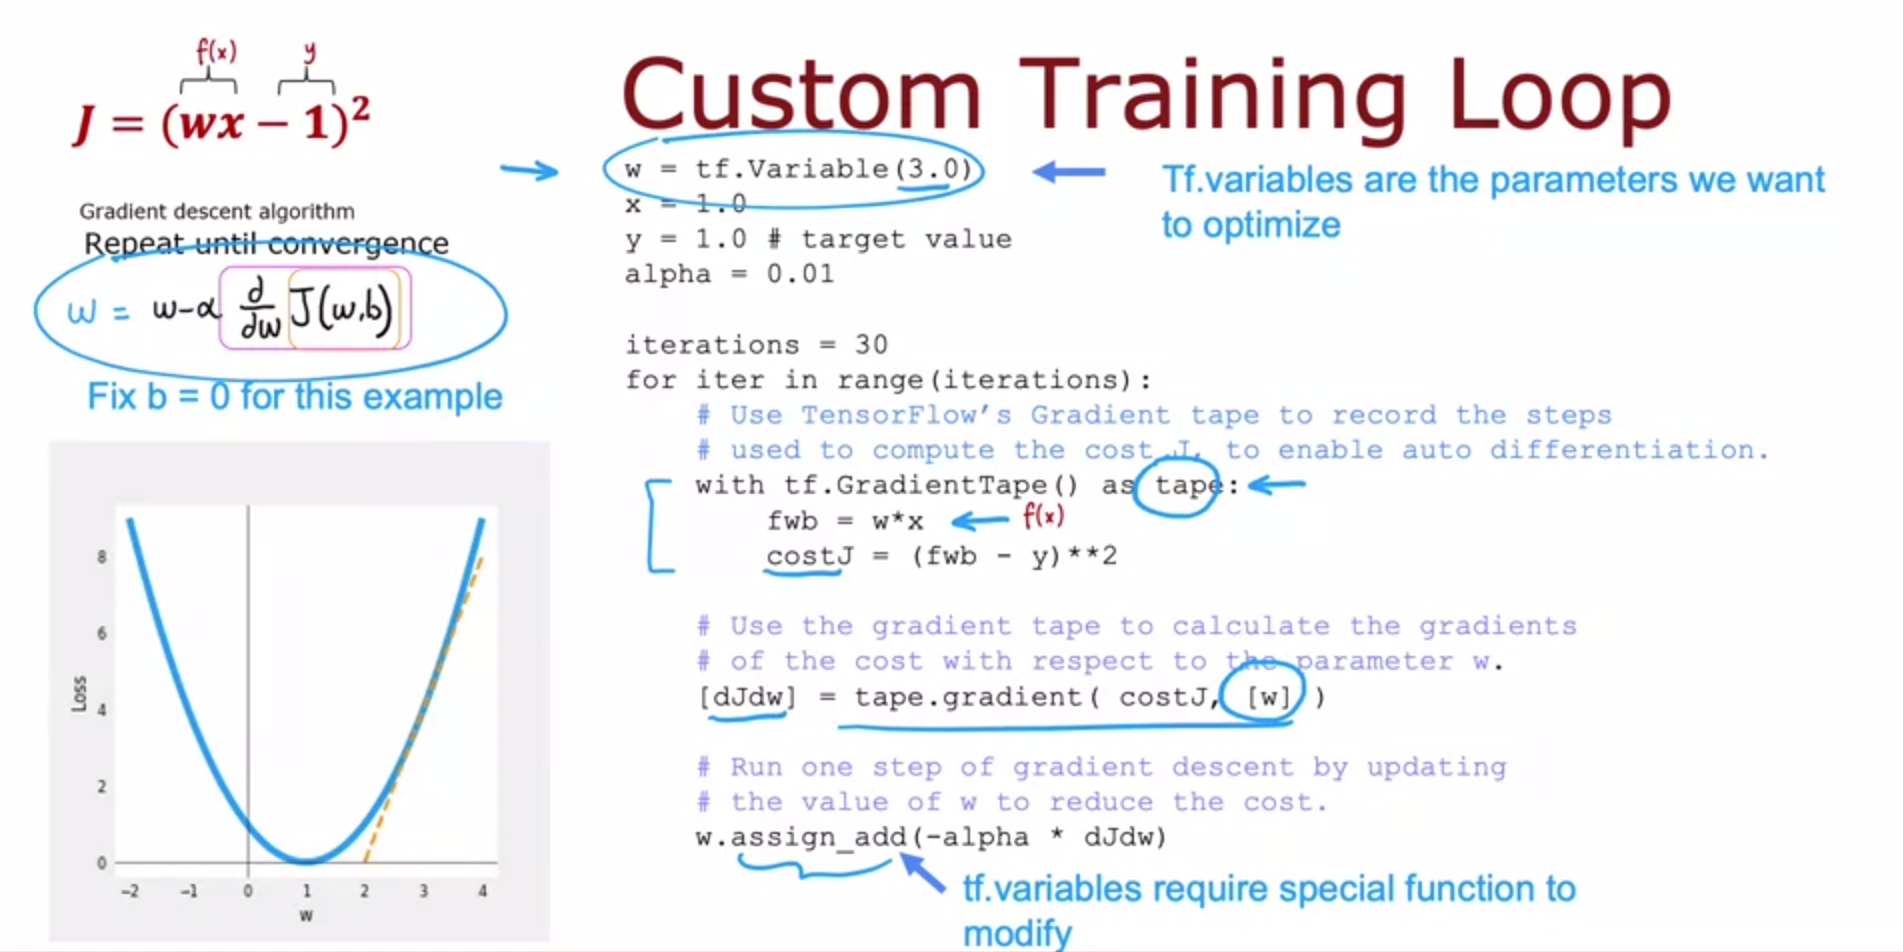 f(x) y
J = (wx − 1)²
Gradient descent algorithm
Repeat until convergence
w = w-α d/dw J(w,b)
Fix b = 0 for this example
Loss
8
6
4
2
0
−2 −1 0 1 2 3 4
w
Custom Training Loop
w = tf.Variable(3.0)
x = 1.0
y = 1.0 # target value
alpha = 0.01
Tf.variables are the parameters we want
to optimize
iterations = 30
for iter in range(iterations):
# Use TensorFlow’s Gradient tape to record the steps
# used to compute the cost J, to enable auto differentiation.
with tf.GradientTape() as tape:
fwb = w*x f(x)
costJ = (fwb - y)**2
# Use the gradient tape to calculate the gradients
# of the cost with respect to the parameter w.
[dJdw] = tape.gradient( costJ, [w] )
# Run one step of gradient descent by updating
# the value of w to reduce the cost.
w.assign_add(-alpha * dJdw)
tf.variables require special function to
modify